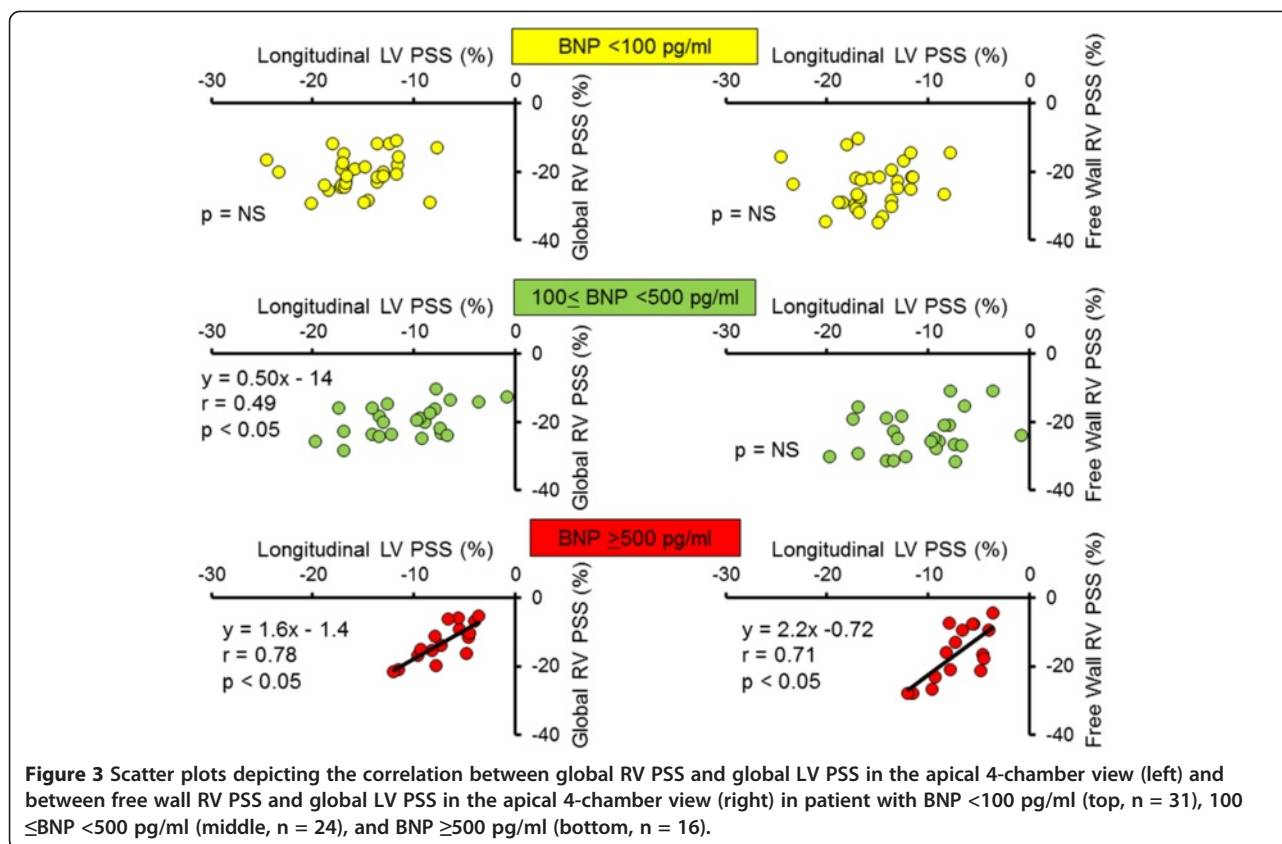 BNP <100 pg/ml
Longitudinal LV PSS (%)
-30 -20 -10 0
0
-20
-40
Global RV PSS (%)
p = NS
Longitudinal LV PSS (%)
-30 -20 -10 0
0
-20
-40
Free Wall RV PSS (%)
p = NS
100≤ BNP <500 pg/ml
Longitudinal LV PSS (%)
-30 -20 -10 0
0
-20
-40
Global RV PSS (%)
y = 0.50x - 14
r = 0.49
p < 0.05
Longitudinal LV PSS (%)
-30 -20 -10 0
0
-20
-40
Free Wall RV PSS (%)
p = NS
BNP ≥500 pg/ml
Longitudinal LV PSS (%)
-30 -20 -10 0
0
-20
-40
Global RV PSS (%)
y = 1.6x - 1.4
r = 0.78
p < 0.05
Longitudinal LV PSS (%)
-30 -20 -10 0
0
-20
-40
Free Wall RV PSS (%)
y = 2.2x -0.72
r = 0.71
p < 0.05
Figure 3 Scatter plots depicting the correlation between global RV PSS and global LV PSS in the apical 4-chamber view (left) and
between free wall RV PSS and global LV PSS in the apical 4-chamber view (right) in patient with BNP <100 pg/ml (top, n = 31), 100
≤BNP <500 pg/ml (middle, n = 24), and BNP ≥500 pg/ml (bottom, n = 16).